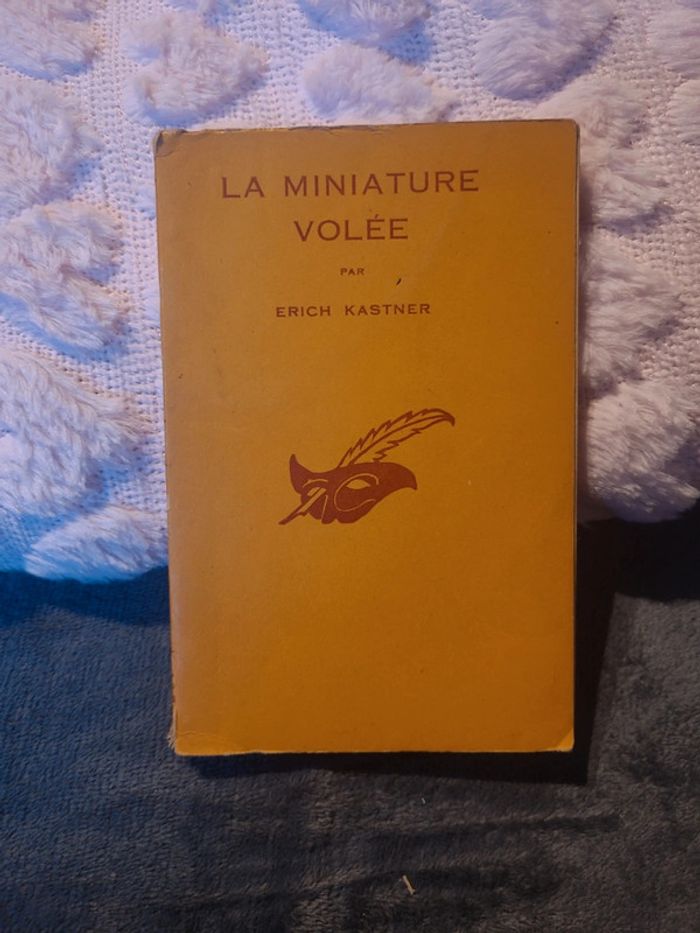 LA MINIATURE
VOLÉE
PAR
ERICH KASTNER